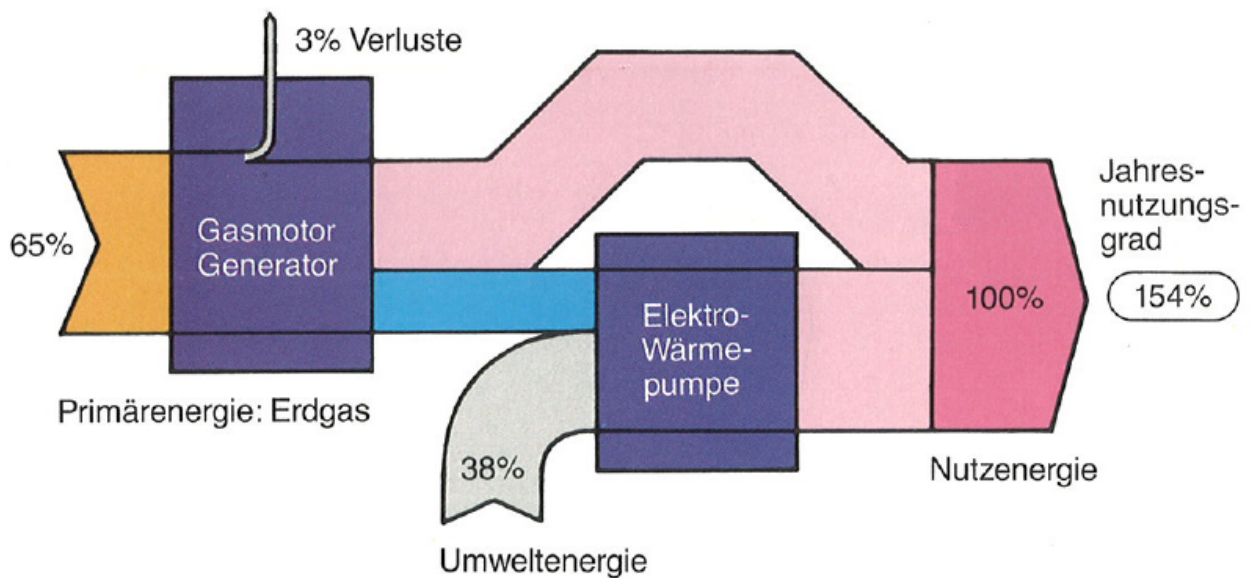 3% Verluste
65%
Gasmotor
Generator
Primärenergie: Erdgas
38%
Umweltenergie
Elektro-
Wärme-
pumpe
100%
Nutzenergie
Jahres-
nutzungs-
grad
154%